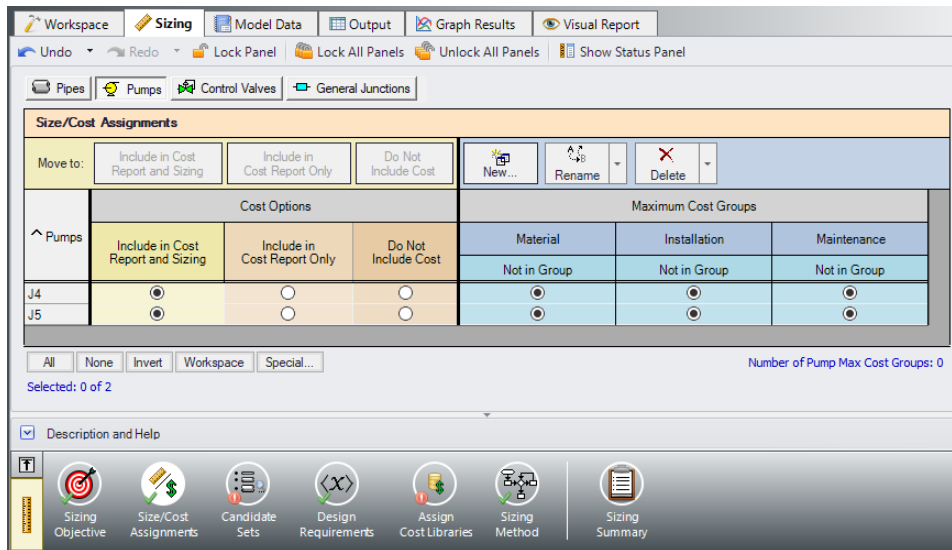 Workspace Sizing Model Data Output Graph Results Visual Report
Undo Redo Lock Panel Lock All Panels Unlock All Panels Show Status Panel
Pipes Pumps Control Valves General Junctions
Size/Cost Assignments
Move to:
Include in Cost
Report and Sizing
Include in
Cost Report Only
Do Not
Include Cost
New...
Rename
Delete
Pumps
Cost Options
Maximum Cost Groups
Include in Cost
Report and Sizing
Include in
Cost Report Only
Do Not
Include Cost
Material Installation Maintenance
Not in Group Not in Group Not in Group
J4
J5
All None Invert Workspace Special...
Number of Pump Max Cost Groups: 0
Selected: 0 of 2
Description and Help
Sizing
Objective
Size/Cost
Assignments
Candidate
Sets
Design
Requirements
Assign
Cost Libraries
Sizing
Method
Sizing
Summary